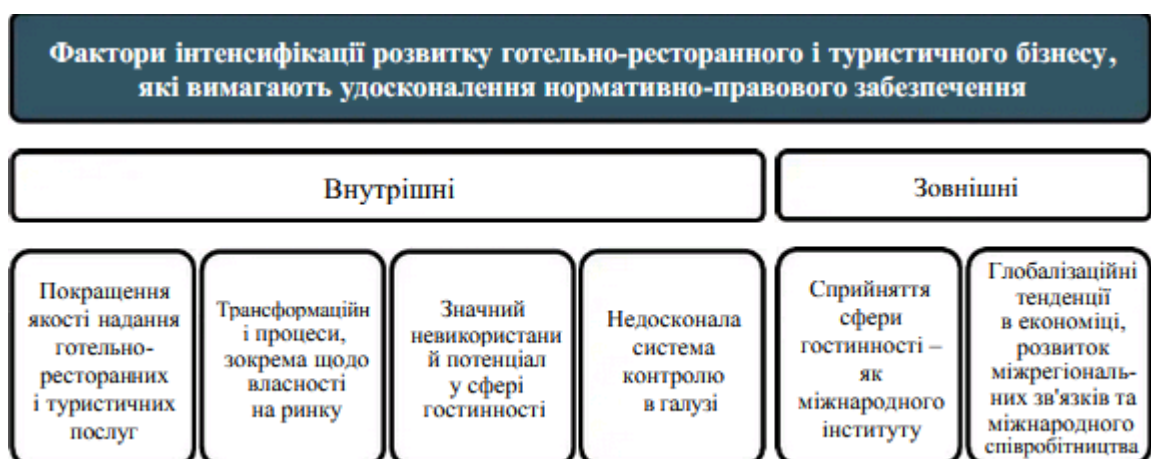 Фактори інтенсифікації розвитку готельно-ресторанного і туристичного бізнесу,
які вимагають удосконалення нормативно-правового забезпечення
Внутрішні
Зовнішні
Покращення
якості надання
готельно-
ресторанних
і туристичних
послуг
Трансформаційн
і процеси,
зокрема щодо
власності
на ринку
Значний
невикористани
й потенціал
у сфері
гостинності
Недосконала
система
контролю
в галузі
Сприйняття
сфери
гостинності –
як
міжнародного
інституту
Глобалізаційні
тенденції
в економіці,
розвиток
міжрегіональ-
них зв'язків та
міжнародного
співробітництва